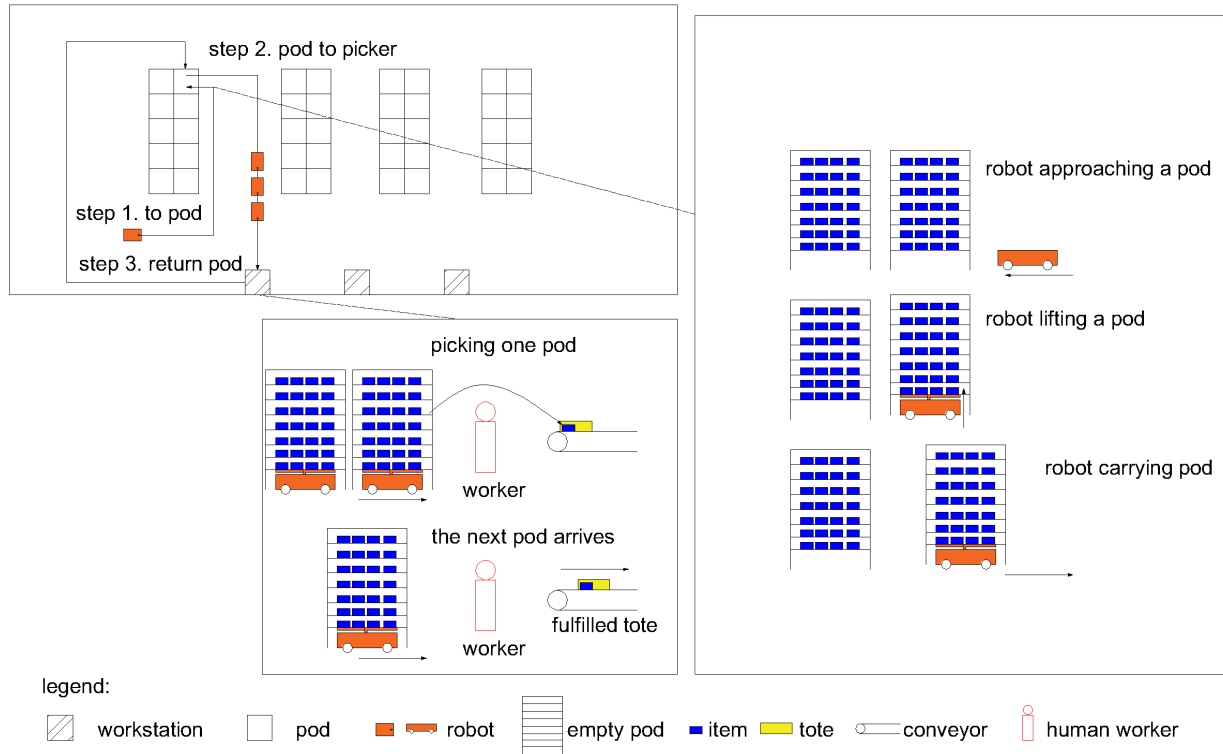 step 2. pod to picker
step 1. to pod
step 3. return pod
robot approaching a pod
robot lifting a pod
robot carrying pod
picking one pod
worker
the next pod arrives
worker
fulfilled tote
legend:
workstation
pod
robot
empty pod
item
tote
conveyor
human worker